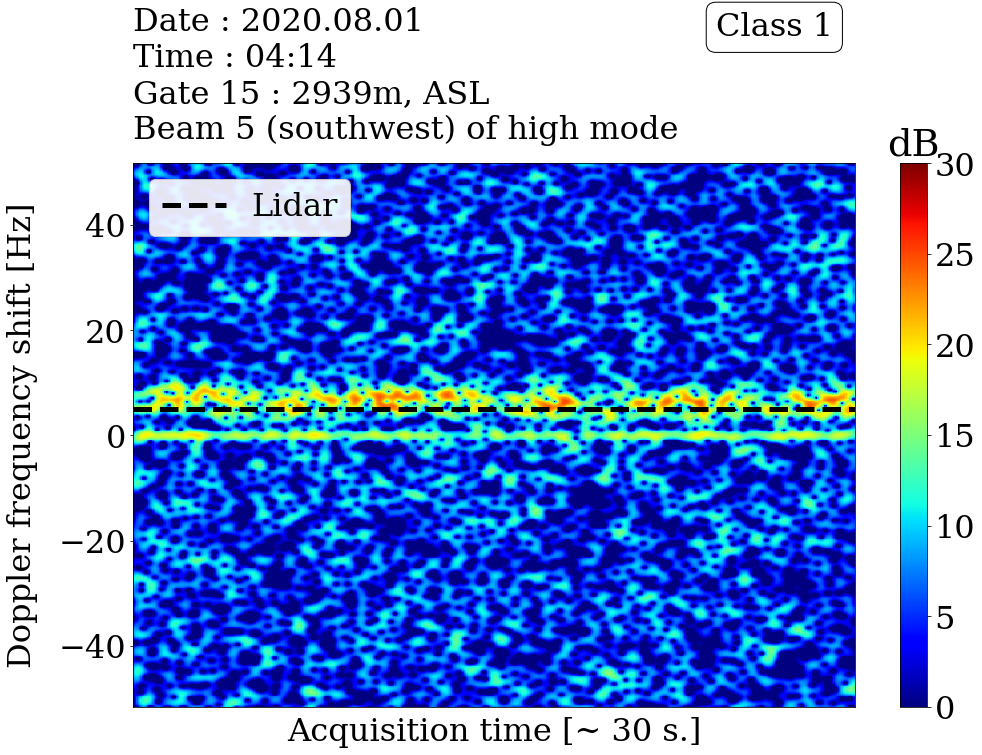 Date : 2020.08.01
Time : 04:14
Gate 15 : 2939m, ASL
Beam 5 (southwest) of high mode
Class 1
dB
Lidar
Doppler frequency shift [Hz]
40
20
0
−20
−40
Acquisition time [~ 30 s.]
30
25
20
15
10
5
0